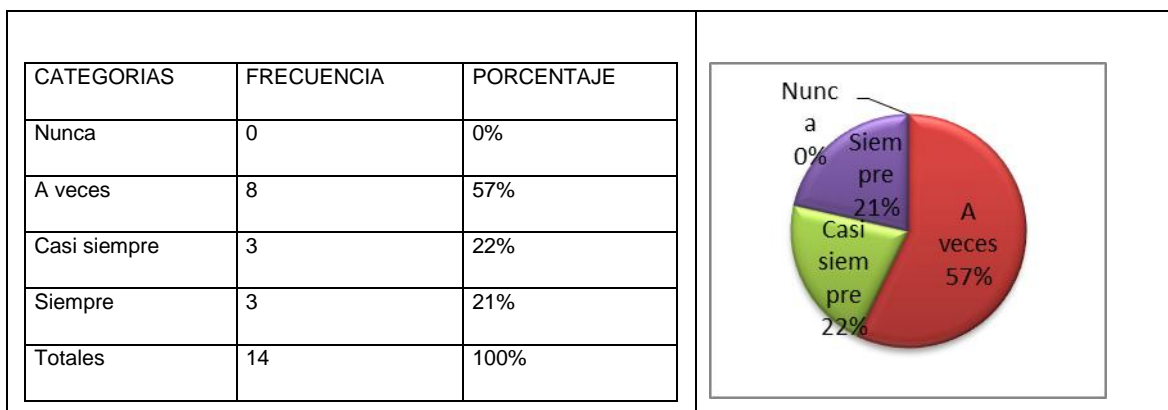 CATEGORIAS FRECUENCIA PORCENTAJE
Nunca 0 0%
A veces 8 57%
Casi siempre 3 22%
Siempre 3 21%
Totales 14 100%
Nunc
a
0%
Siem
pre
21%
A
veces
57%
Casi
siem
pre
22%